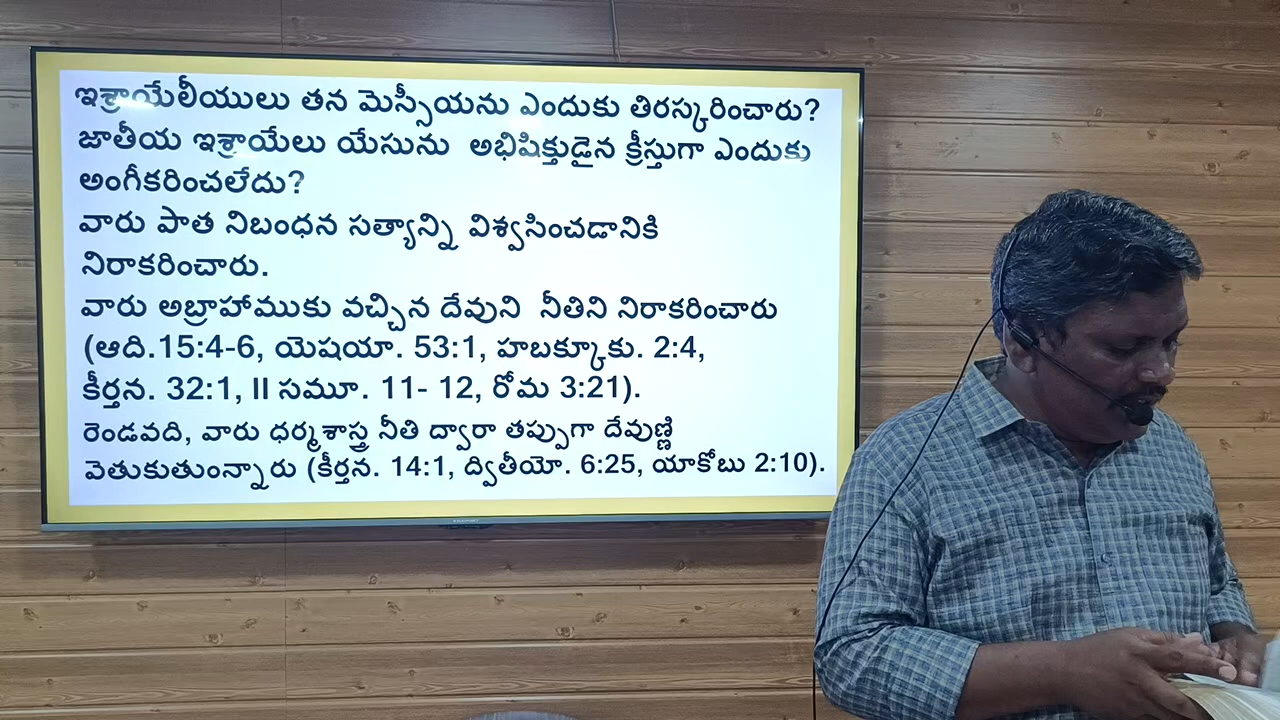 ఇశ్రాయేలీయులు తన మెస్సీయను ఎందుకు తిరస్కరించారు?
జాతీయ ఇశ్రాయేలు యేసును అభిషిక్తుడైన క్రీస్తుగా ఎందుకు
అంగీకరించలేదు?
వారు పాత నిబంధన సత్యాన్ని విశ్వసించడానికి
నిరాకరించారు.
వారు అబ్రాహాముకు వచ్చిన దేవుని నీతిని నిరాకరించారు
(ఆది.15:4-6, యెషయా. 53:1, హబక్కూకు. 2:4,
కీర్తన. 32:1, II సమూ. 11- 12, రోమ 3:21).
రెండవది, వారు ధర్మశాస్త్ర నీతి ద్వారా తప్పుగా దేవుణ్ణి
వెతుకుతుంన్నారు (కీర్తన. 14:1, ద్వితీయో. 6:25, యాకోబు 2:10).